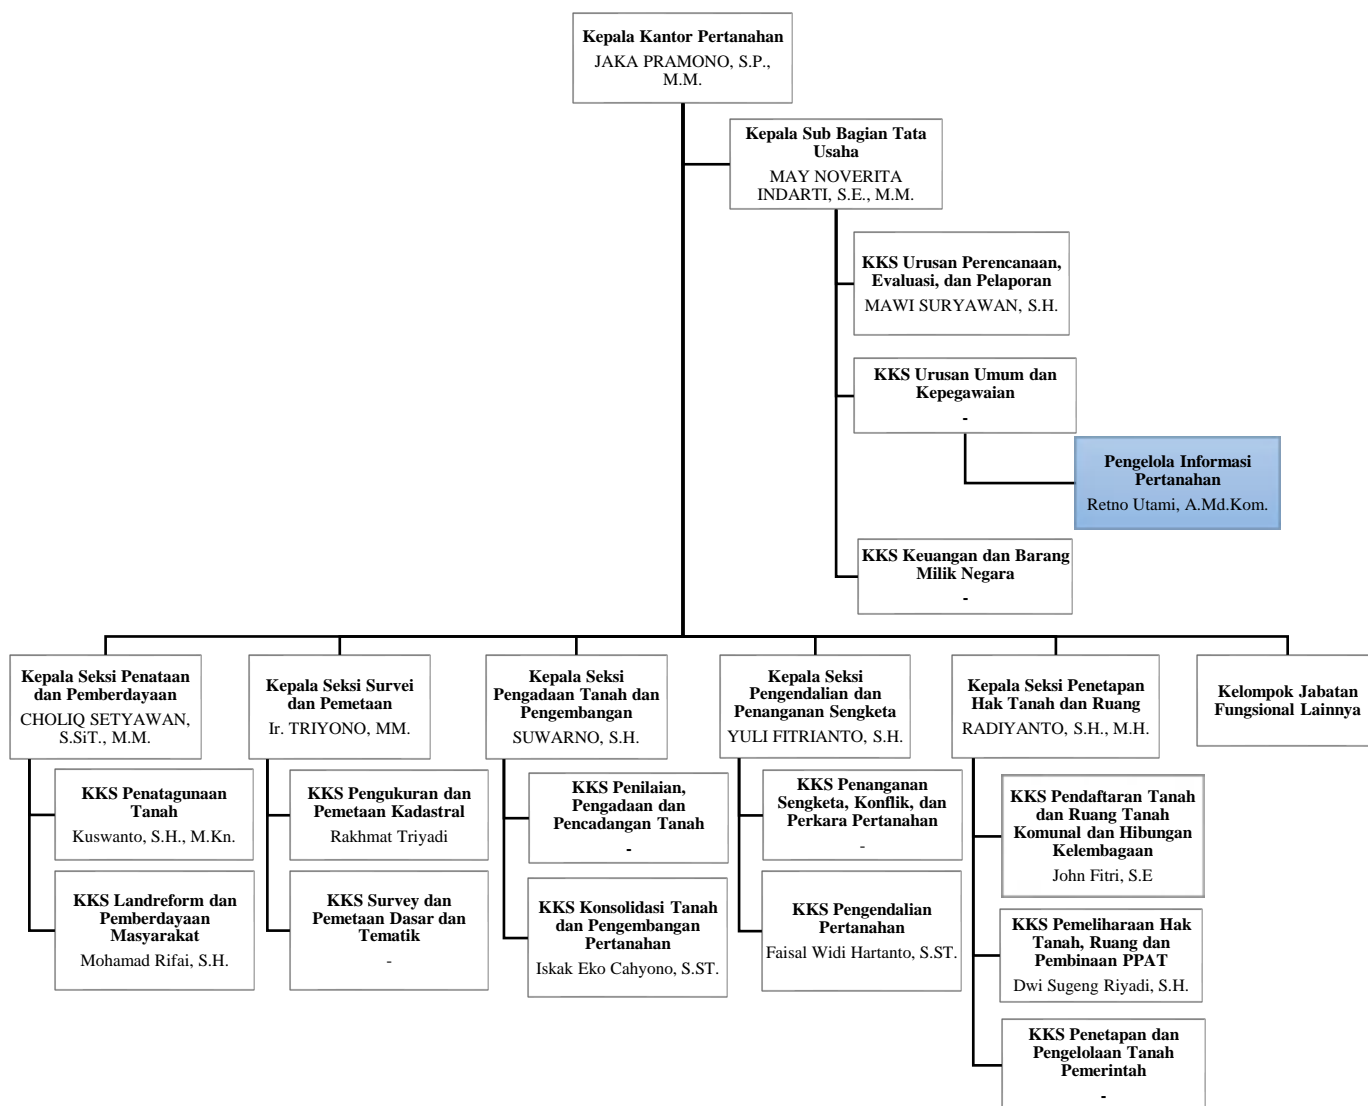 Kepala Kantor Pertanahan
JAKA PRAMONO, S.P.,
M.M.
Kepala Sub Bagian Tata
Usaha
MAY NOVERITA
INDARTI, S.E., M.M.
KKS Urusan Perencanaan,
Evaluasi, dan Pelaporan
MAWI SURYAWAN, S.H.
KKS Urusan Umum dan
Kepegawaian
-
Pengelola Informasi
Pertanahan
Retno Utami, A.Md.Kom.
KKS Keuangan dan Barang
Milik Negara
-
Kepala Seksi Penataan
dan Pemberdayaan
CHOLIQ SETYAWAN,
S.SiT., M.M.
KKS Penatagunaan
Tanah
Kuswanto, S.H., M.Kn.
KKS Landreform dan
Pemberdayaan
Masyarakat
Mohamad Rifai, S.H.
Kepala Seksi Survei
dan Pemetaan
Ir. TRIYONO, MM.
KKS Pengukuran dan
Pemetaan Kadastral
Rakhmat Triyadi
KKS Survey dan
Pemetaan Dasar dan
Tematik
-
Kepala Seksi
Pengadaan Tanah dan
Pengembangan
SUWARNO, S.H.
KKS Penilaian,
Pengadaan dan
Pencadangan Tanah
-
KKS Konsolidasi Tanah
dan Pengembangan
Pertanahan
Iskak Eko Cahyono, S.ST.
Kepala Seksi
Pengendalian dan
Penanganan Sengketa
YULI FITRIANTO, S.H.
KKS Penanganan
Sengketa, Konflik, dan
Perkara Pertanahan
-
KKS Pengendalian
Pertanahan
Faisal Widi Hartanto, S.ST.
Kepala Seksi Penetapan
Hak Tanah dan Ruang
RADIYANTO, S.H., M.H.
KKS Pendaftaran Tanah
dan Ruang Tanah
Komunal dan Hibungan
Kelembagaan
John Fitri, S.E
KKS Pemeliharaan Hak
Tanah, Ruang dan
Pembinaan PPAT
Dwi Sugeng Riyadi, S.H.
KKS Penetapan dan
Pengelolaan Tanah
Pemerintah
-
Kelompok Jabatan
Fungsional Lainnya